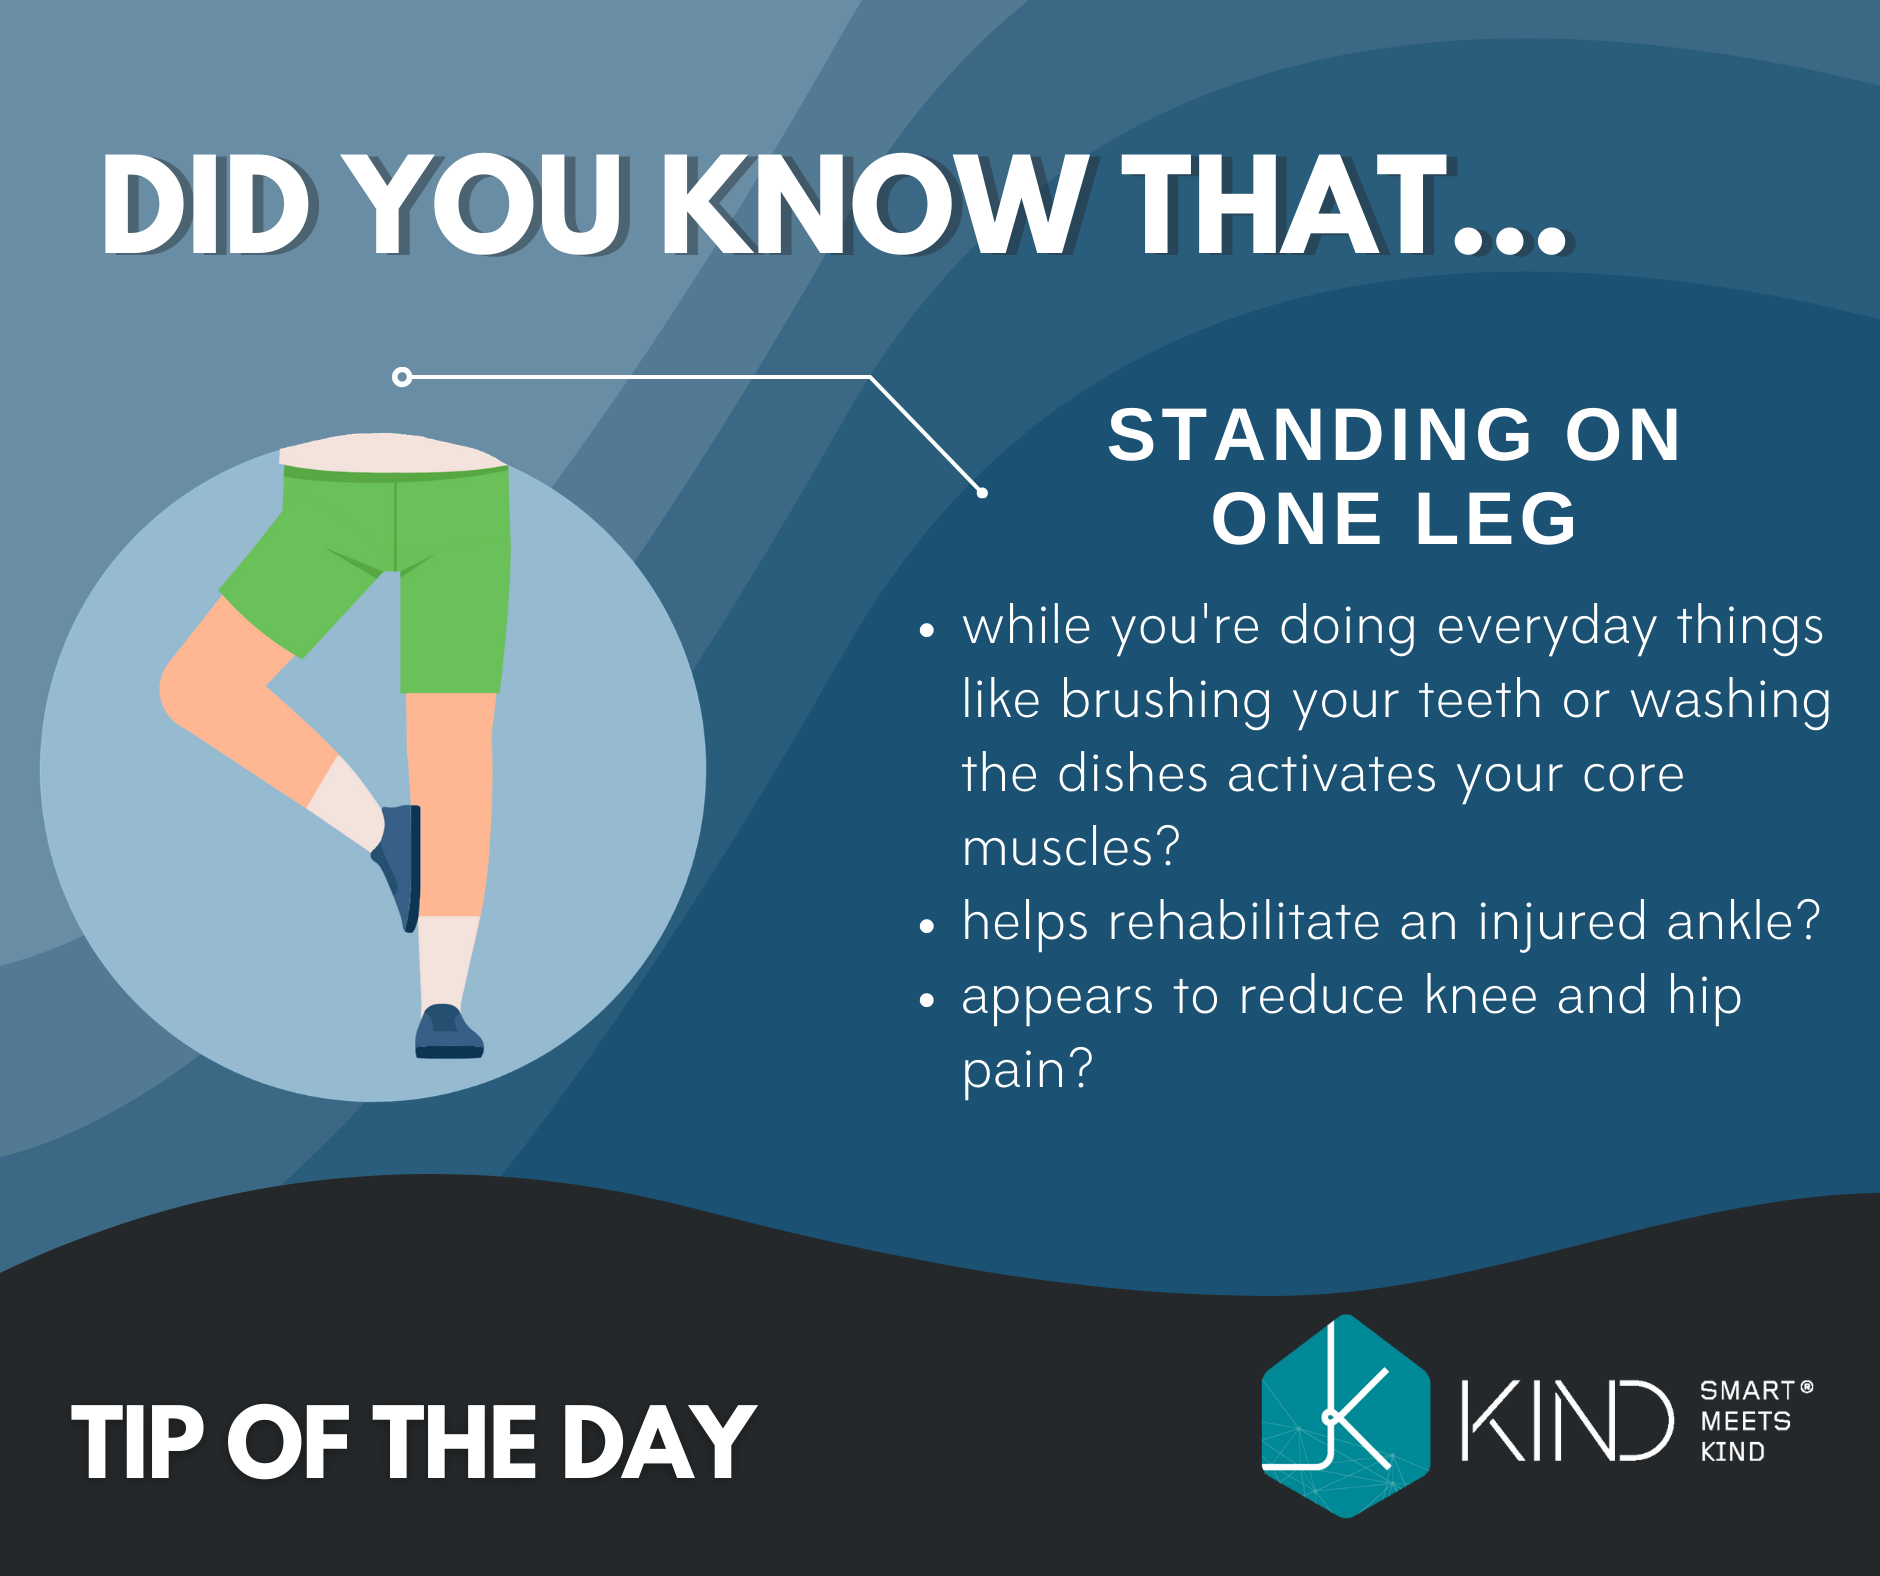 DID YOU KNOW THAT...
STANDING ON
ONE LEG
• while you're doing everyday things
like brushing your teeth or washing
the dishes activates your core
muscles?
• helps rehabilitate an injured ankle?
• appears to reduce knee and hip
pain?
TIP OF THE DAY
KIND
SMART®
MEETS
KIND